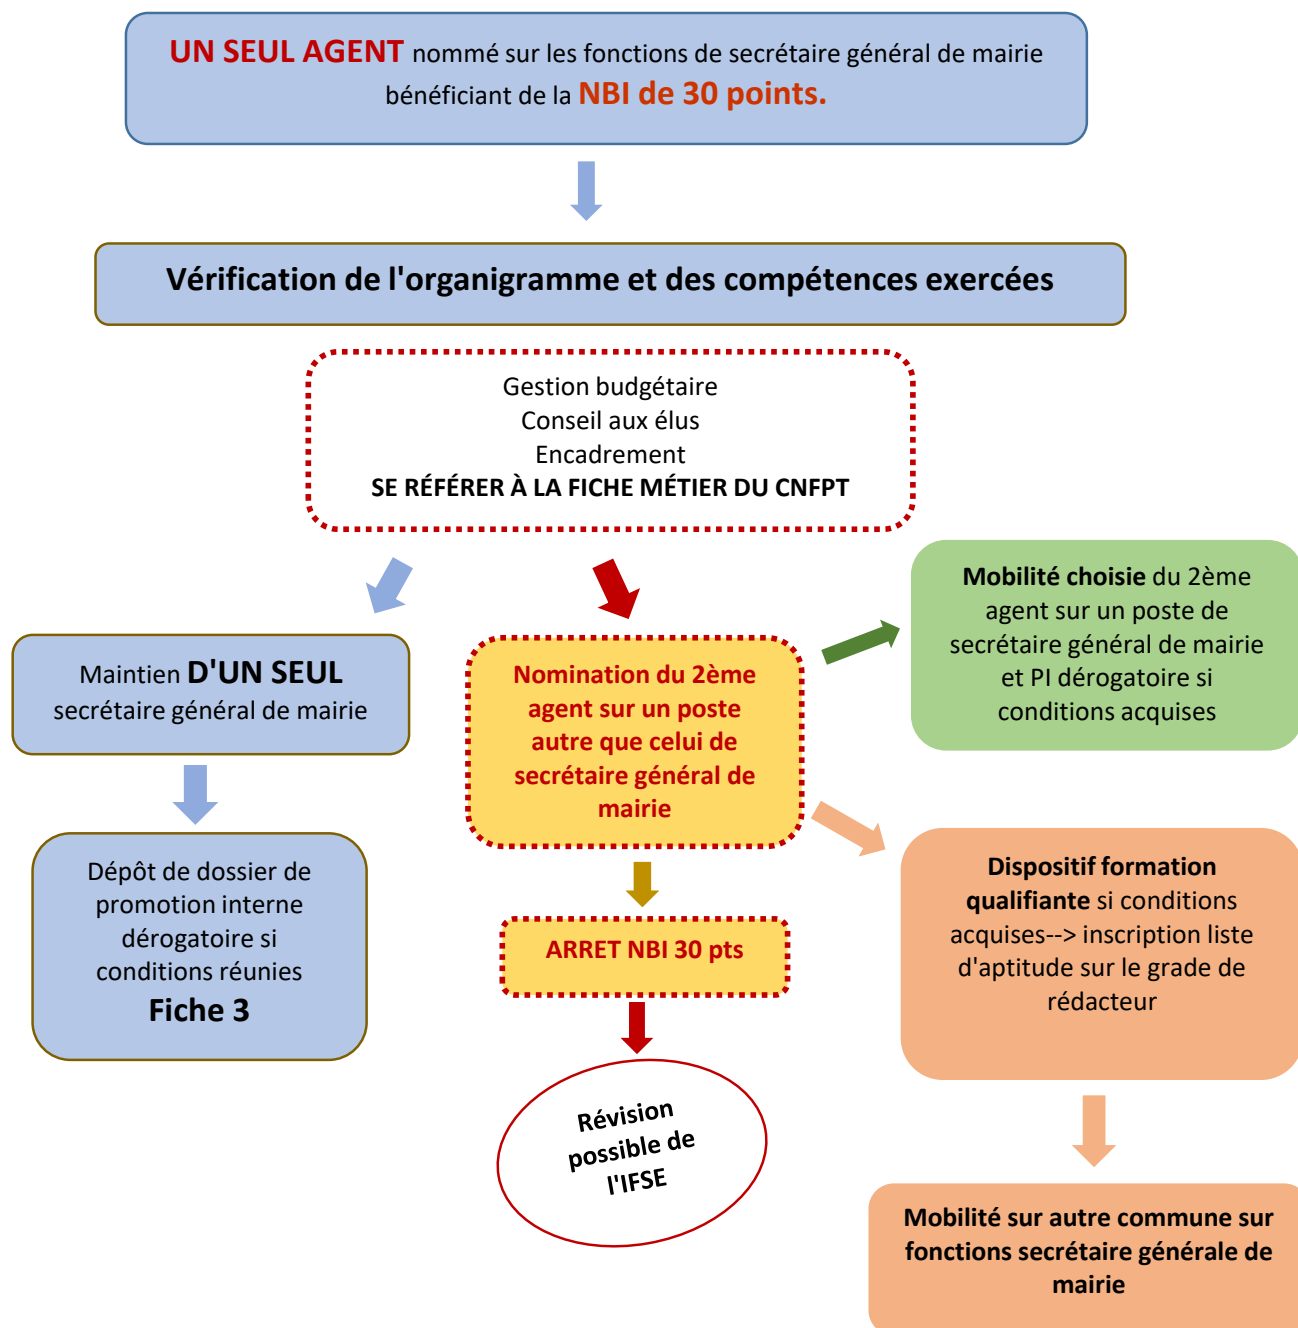 UN SEUL AGENT nommé sur les fonctions de secrétaire général de mairie
bénéficiant de la NBI de 30 points.
Vérification de l'organigramme et des compétences exercées
Gestion budgétaire
Conseil aux élus
Encadrement
SE RÉFÉRER À LA FICHE MÉTIER DU CNFPT
Maintien D'UN SEUL
secrétaire général de mairie
Dépôt de dossier de
promotion interne
dérogatoire si
conditions réunies
Fiche 3
Nomination du 2ème
agent sur un poste
autre que celui de
secrétaire général de
mairie
ARRET NBI 30 pts
Révision
possible de
l'IFSE
Mobilité choisie du 2ème
agent sur un poste de
secrétaire général de mairie
et PI dérogatoire si
conditions acquises
Dispositif formation
qualifiante si conditions
acquises--> inscription liste
d'aptitude sur le grade de
rédacteur
Mobilité sur autre commune sur
fonctions secrétaire générale de
mairie